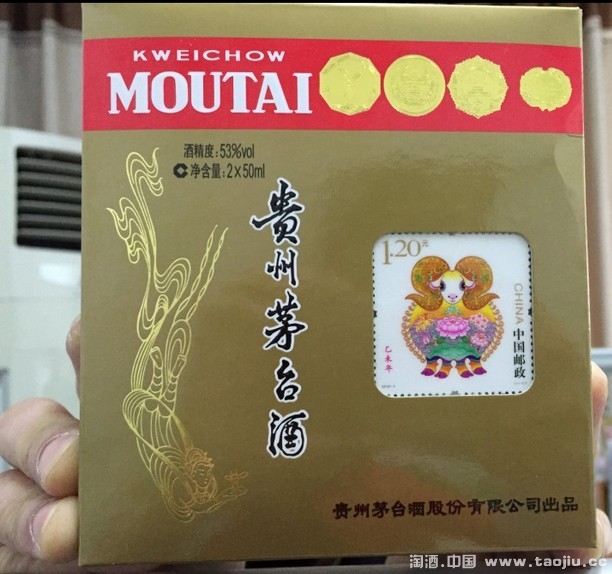 KWEICHOW
MOUTAI
酒精度:53%vol
净含量:2×50ml
贵州茅台酒
1.20元
CHINA
中国邮政
乙未年
贵州茅台酒股份有限公司出品
淘酒.中国 www.taojiu.cc